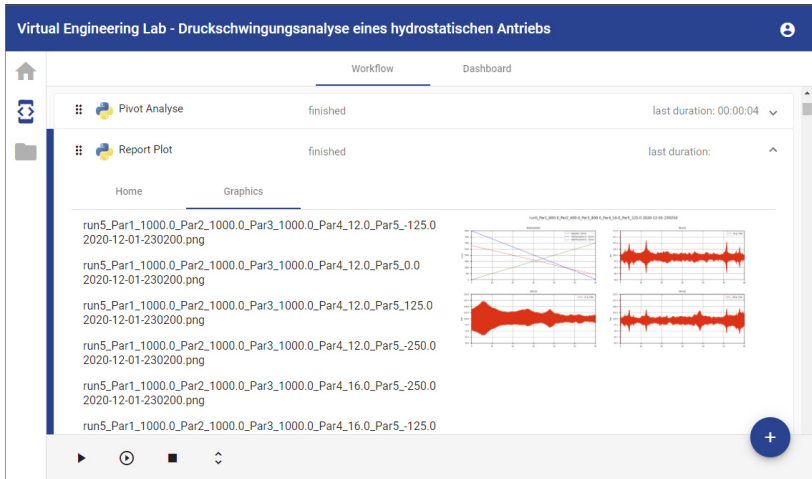 Virtual Engineering Lab - Druckschwingungsanalyse eines hydrostatischen Antriebs
Workflow Dashboard
Pivot Analyse finished last duration: 00:00:04
Report Plot finished last duration:
Home Graphics
run5_Par1_1000.0_Par2_1000.0_Par3_1000.0_Par4_12.0_Par5_-125.0
2020-12-01-230200.png
run5_Par1_1000.0_Par2_1000.0_Par3_1000.0_Par4_12.0_Par5_0.0
2020-12-01-230200.png
run5_Par1_1000.0_Par2_1000.0_Par3_1000.0_Par4_12.0_Par5_125.0
2020-12-01-230200.png
run5_Par1_1000.0_Par2_1000.0_Par3_1000.0_Par4_12.0_Par5_-250.0
2020-12-01-230200.png
run5_Par1_1000.0_Par2_1000.0_Par3_1000.0_Par4_16.0_Par5_-250.0
2020-12-01-230200.png
run5_Par1_1000.0_Par2_1000.0_Par3_1000.0_Par4_16.0_Par5_-125.0